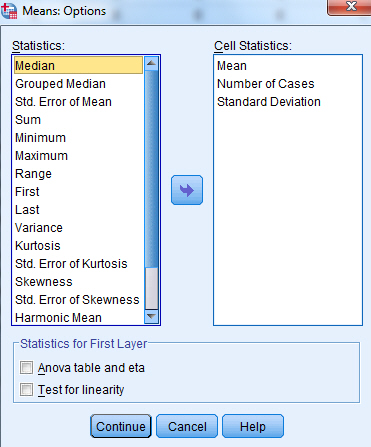 Means: Options
Statistics:
Median
Grouped Median
Std. Error of Mean
Sum
Minimum
Maximum
Range
First
Last
Variance
Kurtosis
Std. Error of Kurtosis
Skewness
Std. Error of Skewness
Harmonic Mean
Cell Statistics:
Mean
Number of Cases
Standard Deviation
Statistics for First Layer
Anova table and eta
Test for linearity
Continue Cancel Help